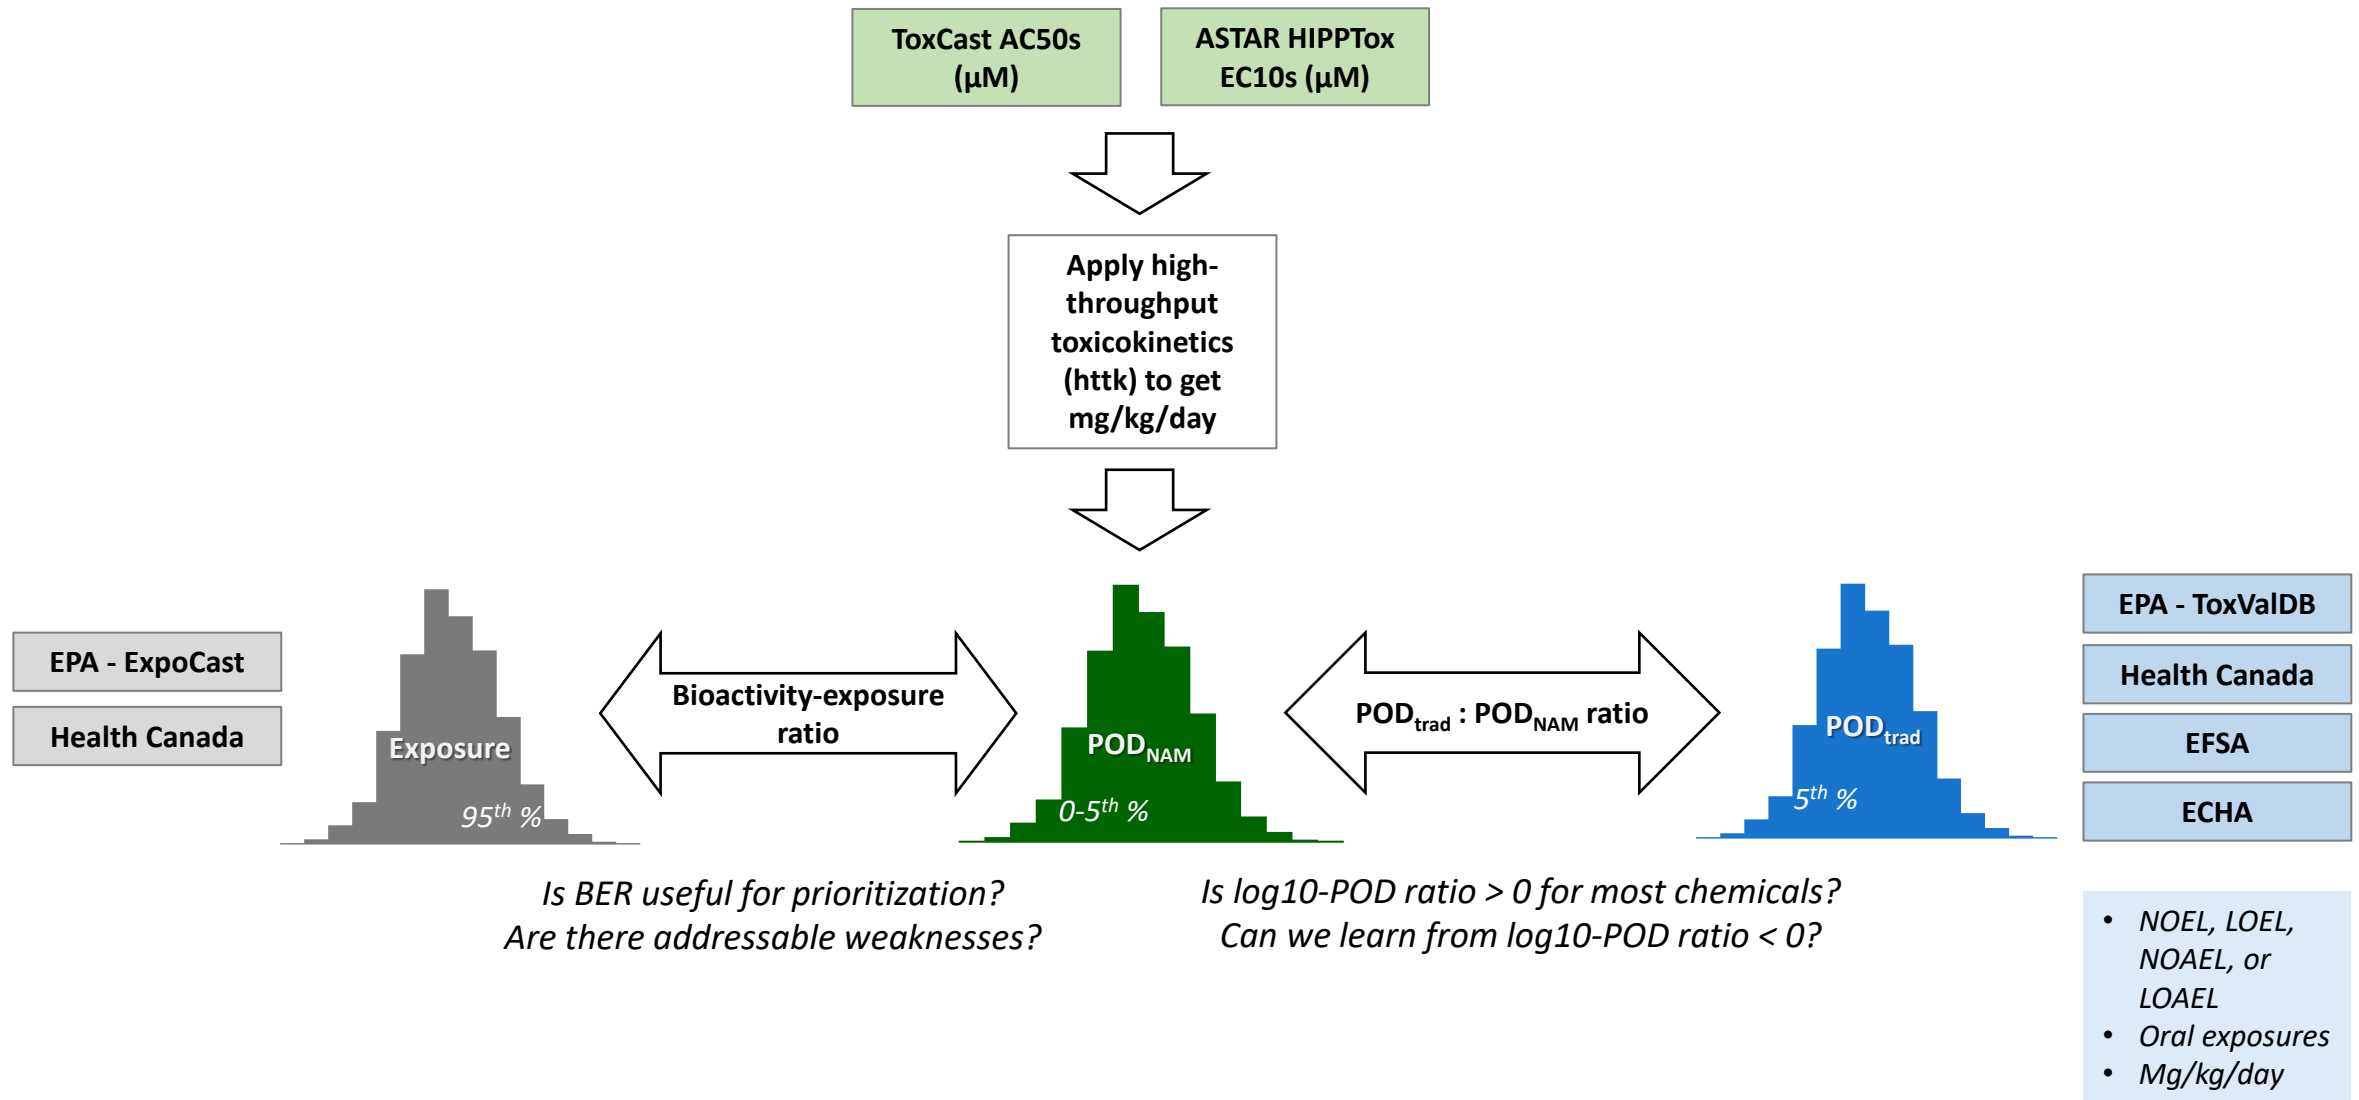 ToxCast AC50s
(µM)
ASTAR HIPPTox
EC10s (µM)
Apply high-
throughput
toxicokinetics
(httk) to get
mg/kg/day
EPA - ExpoCast
Health Canada
Exposure
95th %
Bioactivity-exposure
ratio
PODNAM
0-5th %
PODtrad : PODNAM ratio
PODtrad
5th %
EPA - ToxValDB
Health Canada
EFSA
ECHA
Is BER useful for prioritization?
Are there addressable weaknesses?
Is log10-POD ratio > 0 for most chemicals?
Can we learn from log10-POD ratio < 0?
• NOEL, LOEL,
NOAEL, or
LOAEL
• Oral exposures
• Mg/kg/day